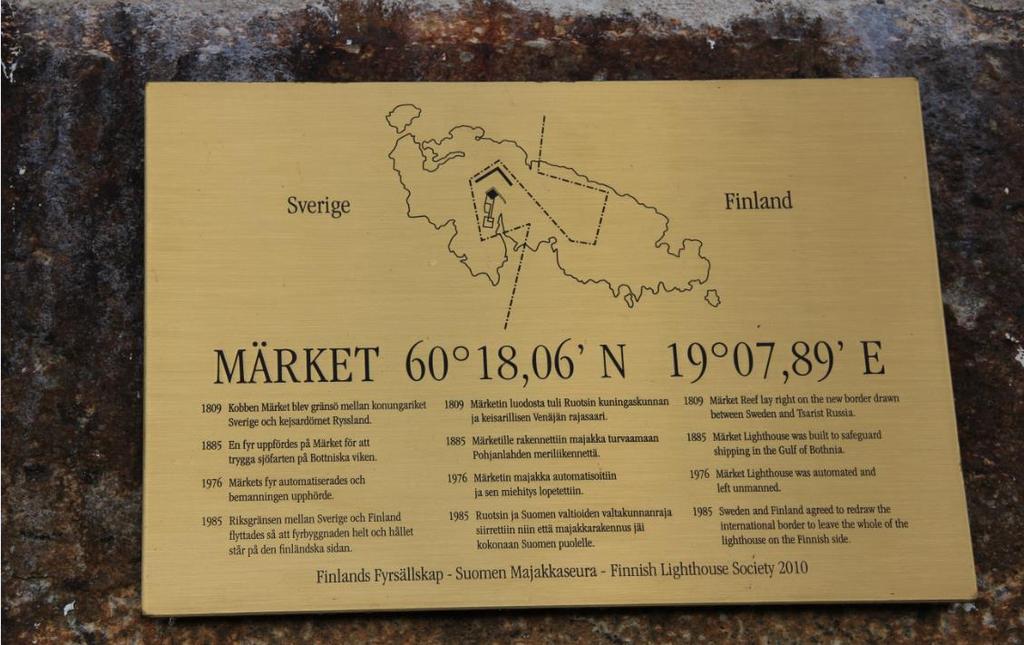 Sverige
Finland
MÄRKET 60°18,06’ N 19°07,89’ E
1809 Kobben Märket blev gränsö mellan konungariket
Sverige och kejsardömet Ryssland.
1885 En fyr uppfördes på Märket för att
trygga sjöfarten på Bottniska viken.
1976 Märkets fyr automatiserades och
bemanningen upphörde.
1985 Riksgränsen mellan Sverige och Finland
flyttades så att fyrbyggnaden helt och hållet
står på den finländska sidan.
1809 Märketin luodosta tuli Ruotsin kuningaskunnan
ja keisarillisen Venäjän rajasaari.
1885 Märketille rakennettiin majakka turvaamaan
Pohjanlahden meriliikennettä.
1976 Märketin majakka automatisoitiin
ja sen miehitys lopetettiin.
1985 Ruotsin ja Suomen valtioiden valtakunnanraja
siirrettiin niin että majakkarakennus jäi
kokonaan Suomen puolelle.
1809 Märket Reef lay right on the new border drawn
between Sweden and Tsarist Russia.
1885 Märket Lighthouse was built to safeguard
shipping in the Gulf of Bothnia.
1976 Märket Lighthouse was automated and
left unmanned.
1985 Sweden and Finland agreed to redraw the
international border to leave the whole of the
lighthouse on the Finnish side.
Finlands Fyrsällskap - Suomen Majakkaseura - Finnish Lighthouse Society 2010